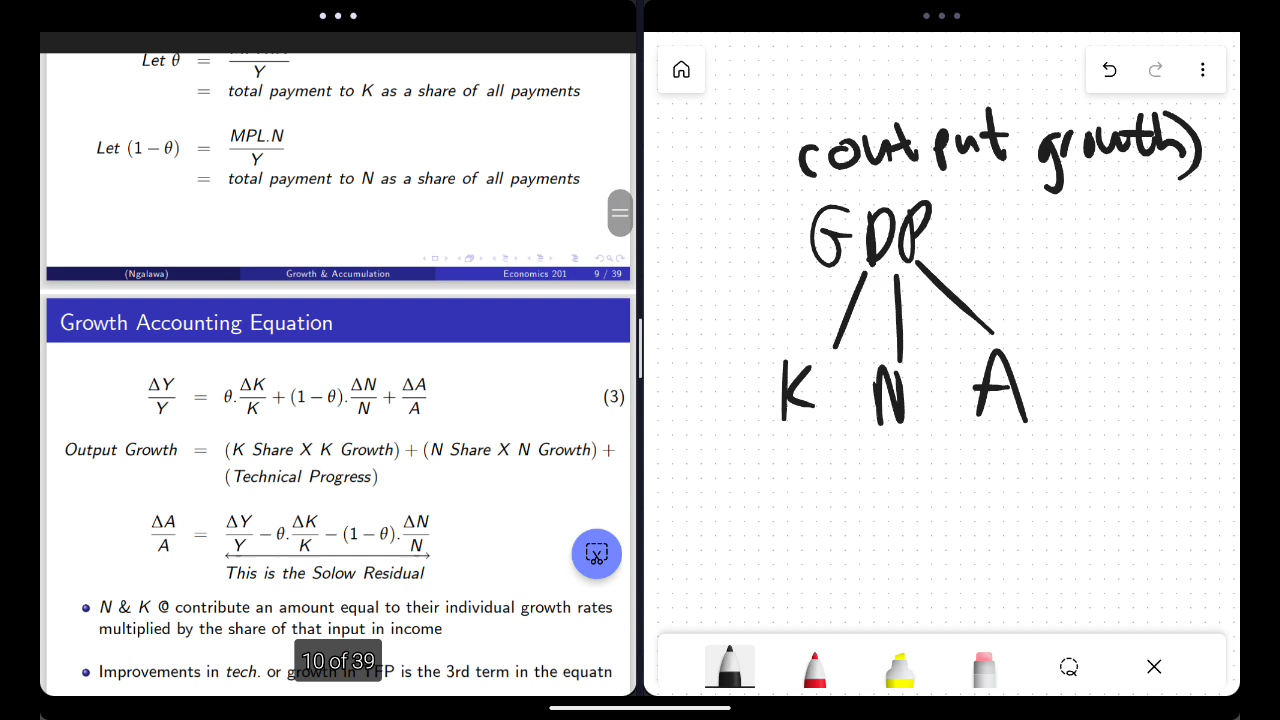 Let θ =
Y
= total payment to K as a share of all payments
Let (1 − θ) = MPL.N
Y
= total payment to N as a share of all payments
(Ngalawa) Growth & Accumulation Economics 201 9 / 39
Growth Accounting Equation
ΔY/Y = θ.ΔK/K + (1 − θ).ΔN/N + ΔA/A (3)
Output Growth = (K Share X K Growth) + (N Share X N Growth) +
(Technical Progress)
ΔA/A = ΔY/Y − θ.ΔK/K − (1 − θ).ΔN/N
This is the Solow Residual
N & K @ contribute an amount equal to their individual growth rates
multiplied by the share of that input in income
Improvements in tech. or growth in TFP is the 3rd term in the equatn
10 of 39
(output growth)
GDP
K N A